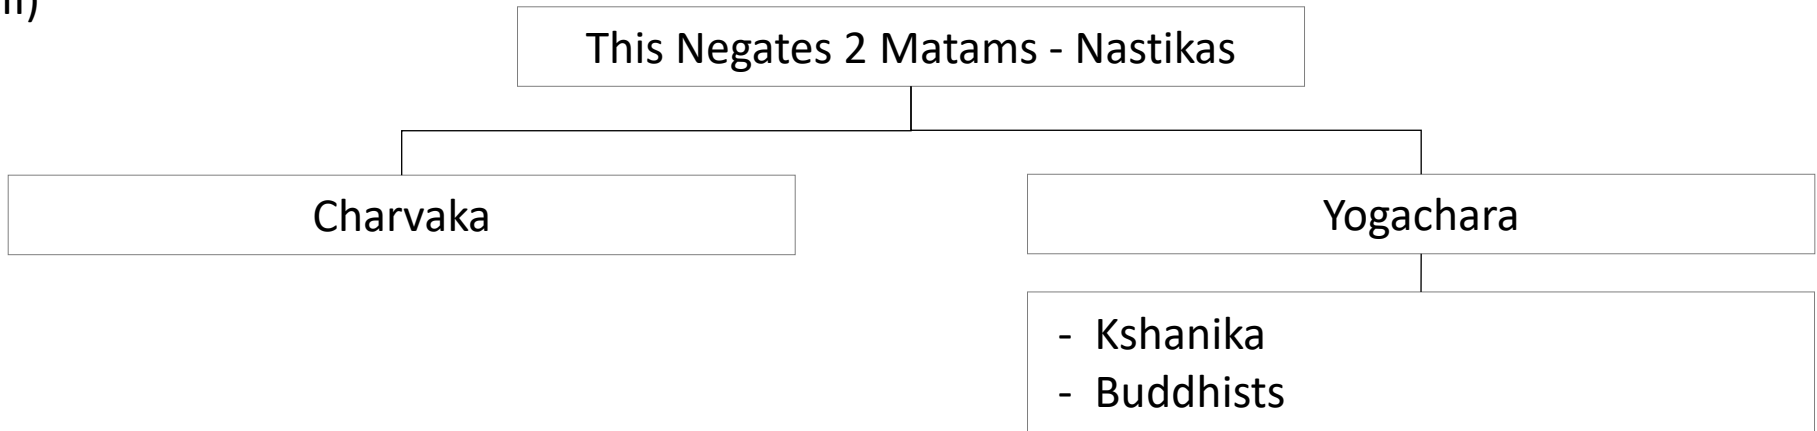 ii)
This Negates 2 Matams - Nastikas
Charvaka
Yogachara
- Kshanika
- Buddhists